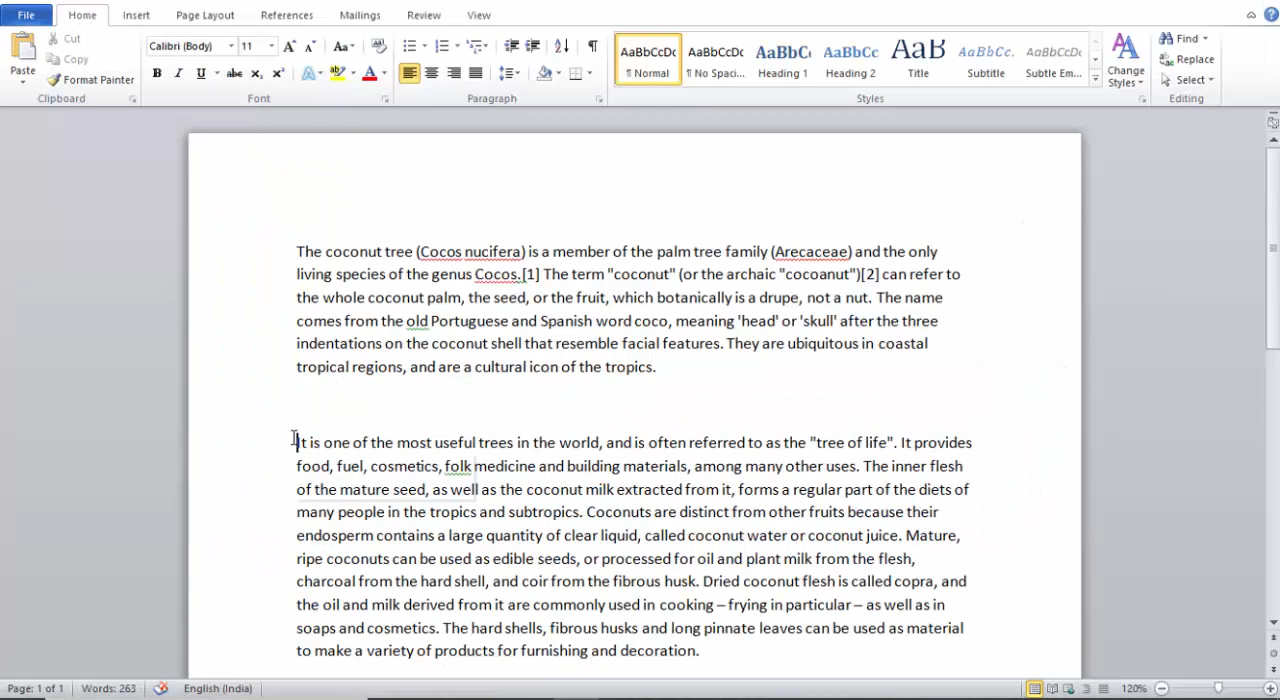 File Home Insert Page Layout References Mailings Review View
Cut
Copy
Format Painter
Paste
Clipboard
Calibri (Body) 11
Font
Paragraph
AaBbCcDc AaBbCcDc AaBbC AaBbCc AaB AaBbCc. AaBbCcDc
¶ Normal ¶ No Spaci... Heading 1 Heading 2 Title Subtitle Subtle Em...
Styles
Change
Styles
Find
Replace
Select
Editing
The coconut tree (Cocos nucifera) is a member of the palm tree family (Arecaceae) and the only
living species of the genus Cocos.[1] The term "coconut" (or the archaic "cocoanut")[2] can refer to
the whole coconut palm, the seed, or the fruit, which botanically is a drupe, not a nut. The name
comes from the old Portuguese and Spanish word coco, meaning 'head' or 'skull' after the three
indentations on the coconut shell that resemble facial features. They are ubiquitous in coastal
tropical regions, and are a cultural icon of the tropics.
It is one of the most useful trees in the world, and is often referred to as the "tree of life". It provides
food, fuel, cosmetics, folk medicine and building materials, among many other uses. The inner flesh
of the mature seed, as well as the coconut milk extracted from it, forms a regular part of the diets of
many people in the tropics and subtropics. Coconuts are distinct from other fruits because their
endosperm contains a large quantity of clear liquid, called coconut water or coconut juice. Mature,
ripe coconuts can be used as edible seeds, or processed for oil and plant milk from the flesh,
charcoal from the hard shell, and coir from the fibrous husk. Dried coconut flesh is called copra, and
the oil and milk derived from it are commonly used in cooking – frying in particular – as well as in
soaps and cosmetics. The hard shells, fibrous husks and long pinnate leaves can be used as material
to make a variety of products for furnishing and decoration.
Page: 1 of 1 Words: 263 English (India) 120%